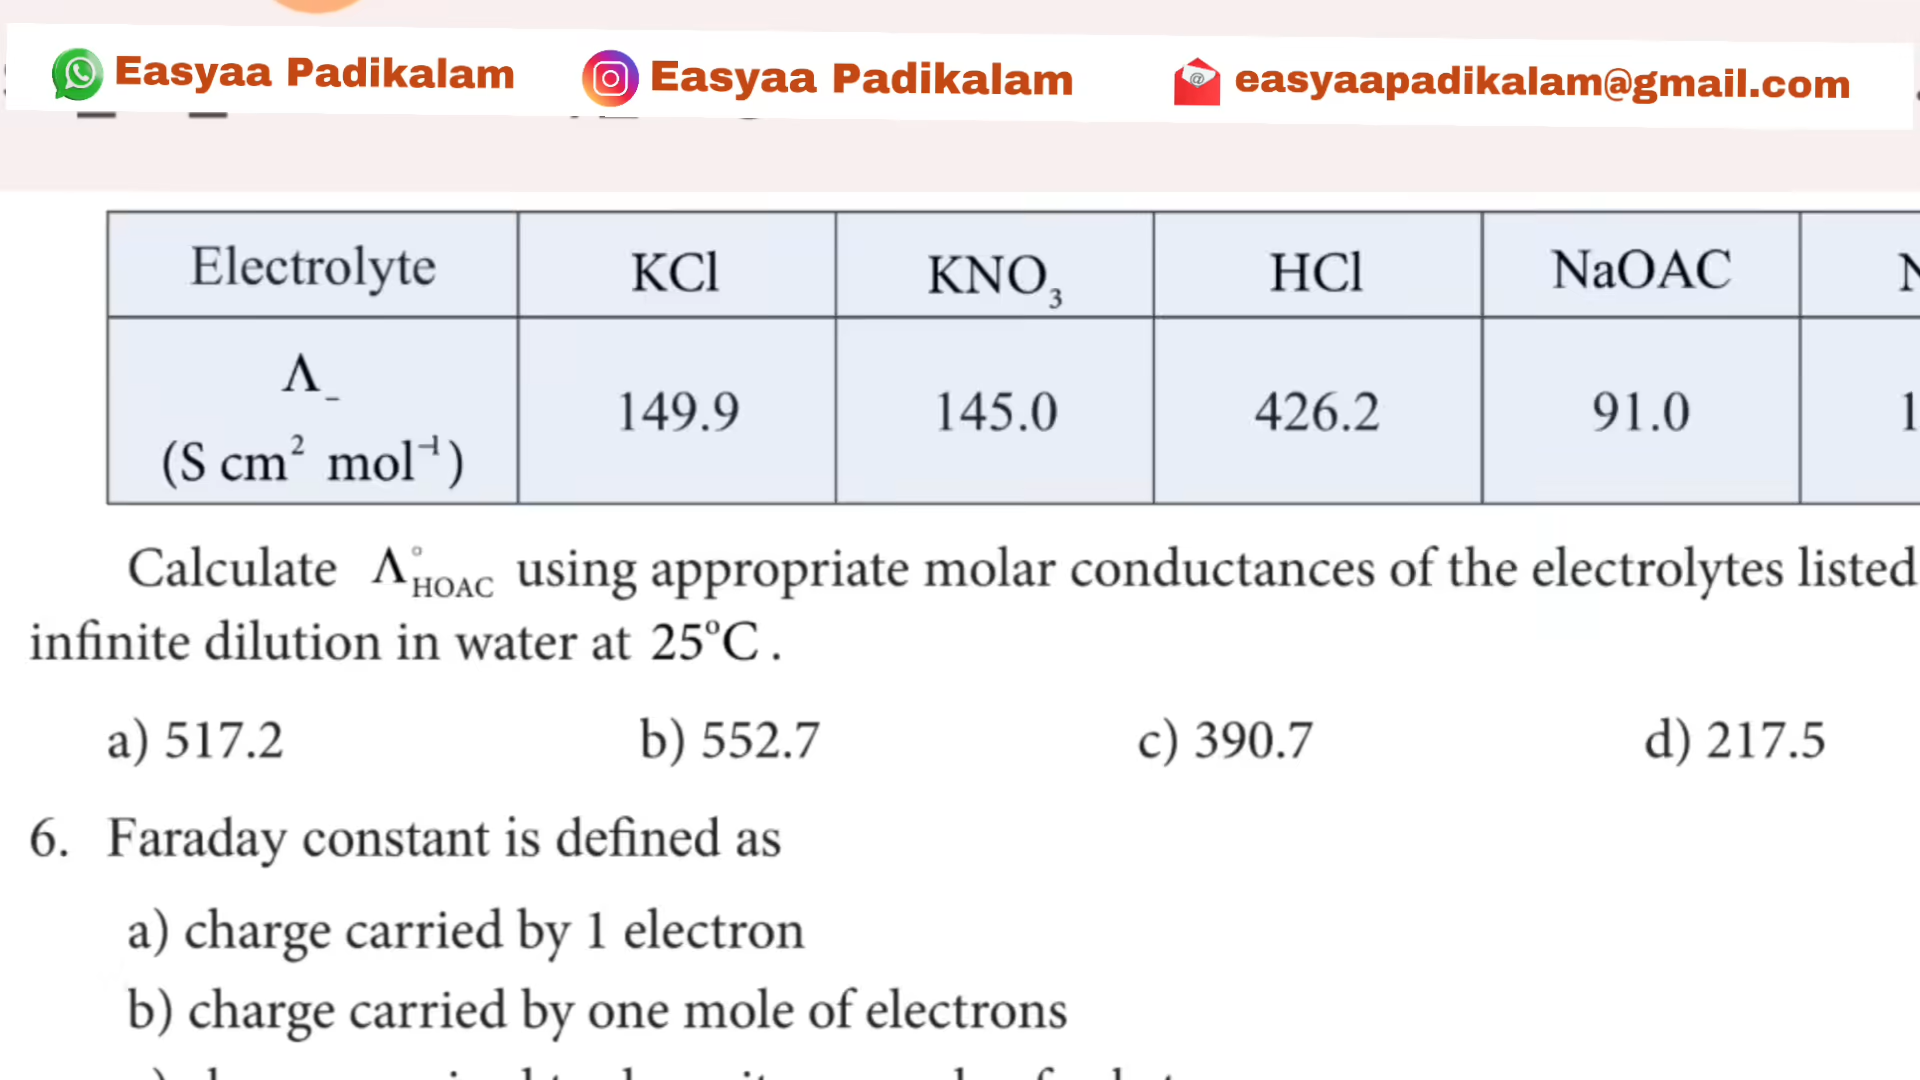 Easyaa Padikalam Easyaa Padikalam easyaapadikalam@gmail.com
Electrolyte KCl KNO₃ HCl NaOAC
Λ_
(S cm² mol⁻¹) 149.9 145.0 426.2 91.0
Calculate Λ°HOAC using appropriate molar conductances of the electrolytes listed
infinite dilution in water at 25°C .
a) 517.2 b) 552.7 c) 390.7 d) 217.5
6. Faraday constant is defined as
a) charge carried by 1 electron
b) charge carried by one mole of electrons